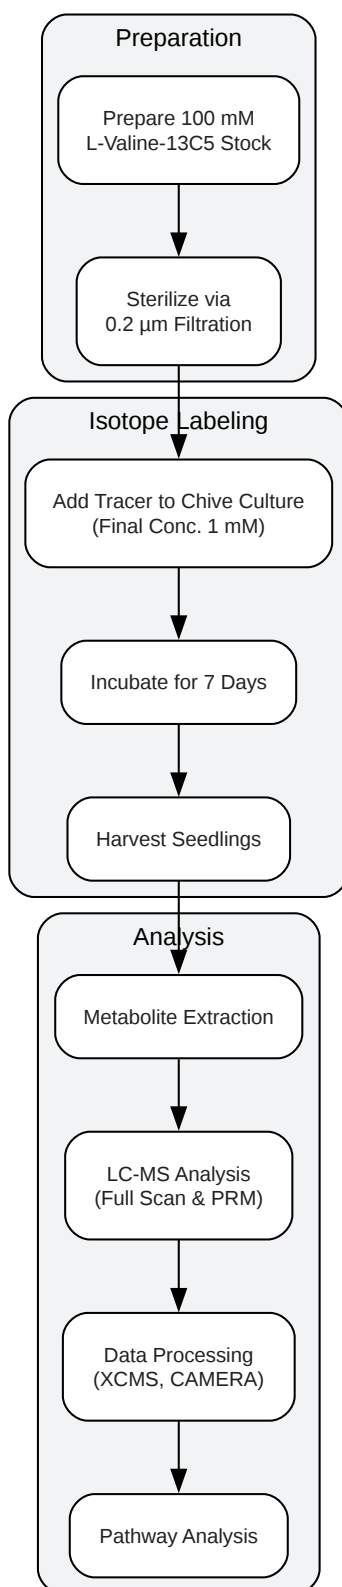 Preparation
Prepare 100 mM
L-Valine-13C5 Stock
Sterilize via
0.2 µm Filtration
Isotope Labeling
Add Tracer to Chive Culture
(Final Conc. 1 mM)
Incubate for 7 Days
Harvest Seedlings
Analysis
Metabolite Extraction
LC-MS Analysis
(Full Scan & PRM)
Data Processing
(XCMS, CAMERA)
Pathway Analysis